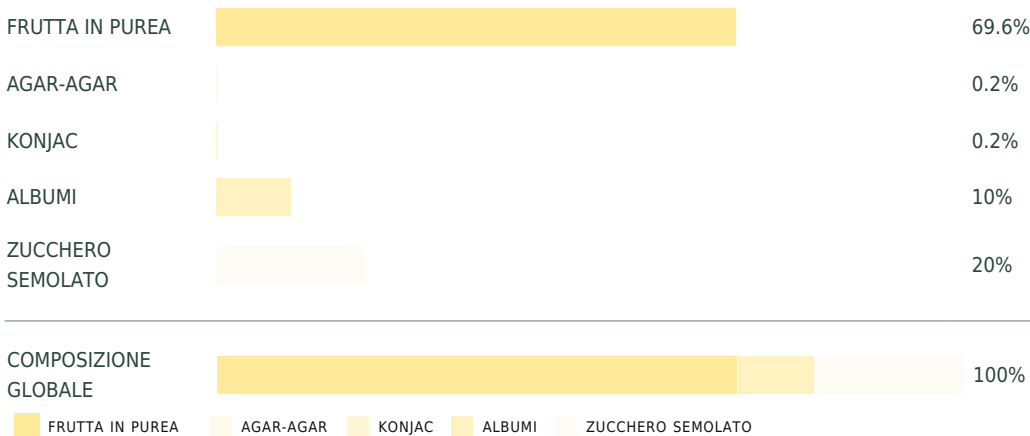 FRUTTA IN PUREA 69.6%
AGAR-AGAR 0.2%
KONJAC 0.2%
ALBUMI 10%
ZUCCHERO
SEMOLATO 20%
COMPOSIZIONE
GLOBALE 100%
FRUTTA IN PUREA AGAR-AGAR KONJAC ALBUMI ZUCCHERO SEMOLATO